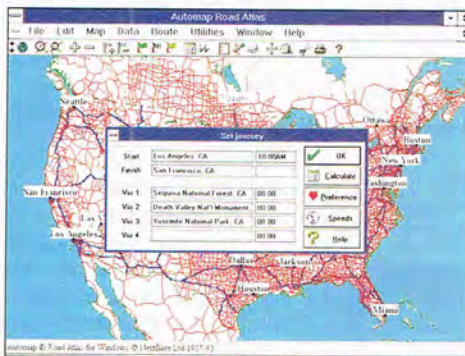 Automap Road Atlas
File Edit Map Data Route Utilities Window Help
Seattle
Ottawa
Boston
New York
Washington
San Francisco
Los Angeles
Dallas
Jackson
Houston
Miami
Set journey
Start Los Angeles, CA 10:00AM
Finish San Francisco, CA
Via 1 Sequoia National Forest, CA 00:00
Via 2 Death Valley Nat'l Monument, 00:00
Via 3 Yosemite National Park, CA 00:00
Via 4 00:00
OK
Calculate
Preference
Speeds
Help
Automap © Road Atlas for Windows © NextBase Ltd 1987-93